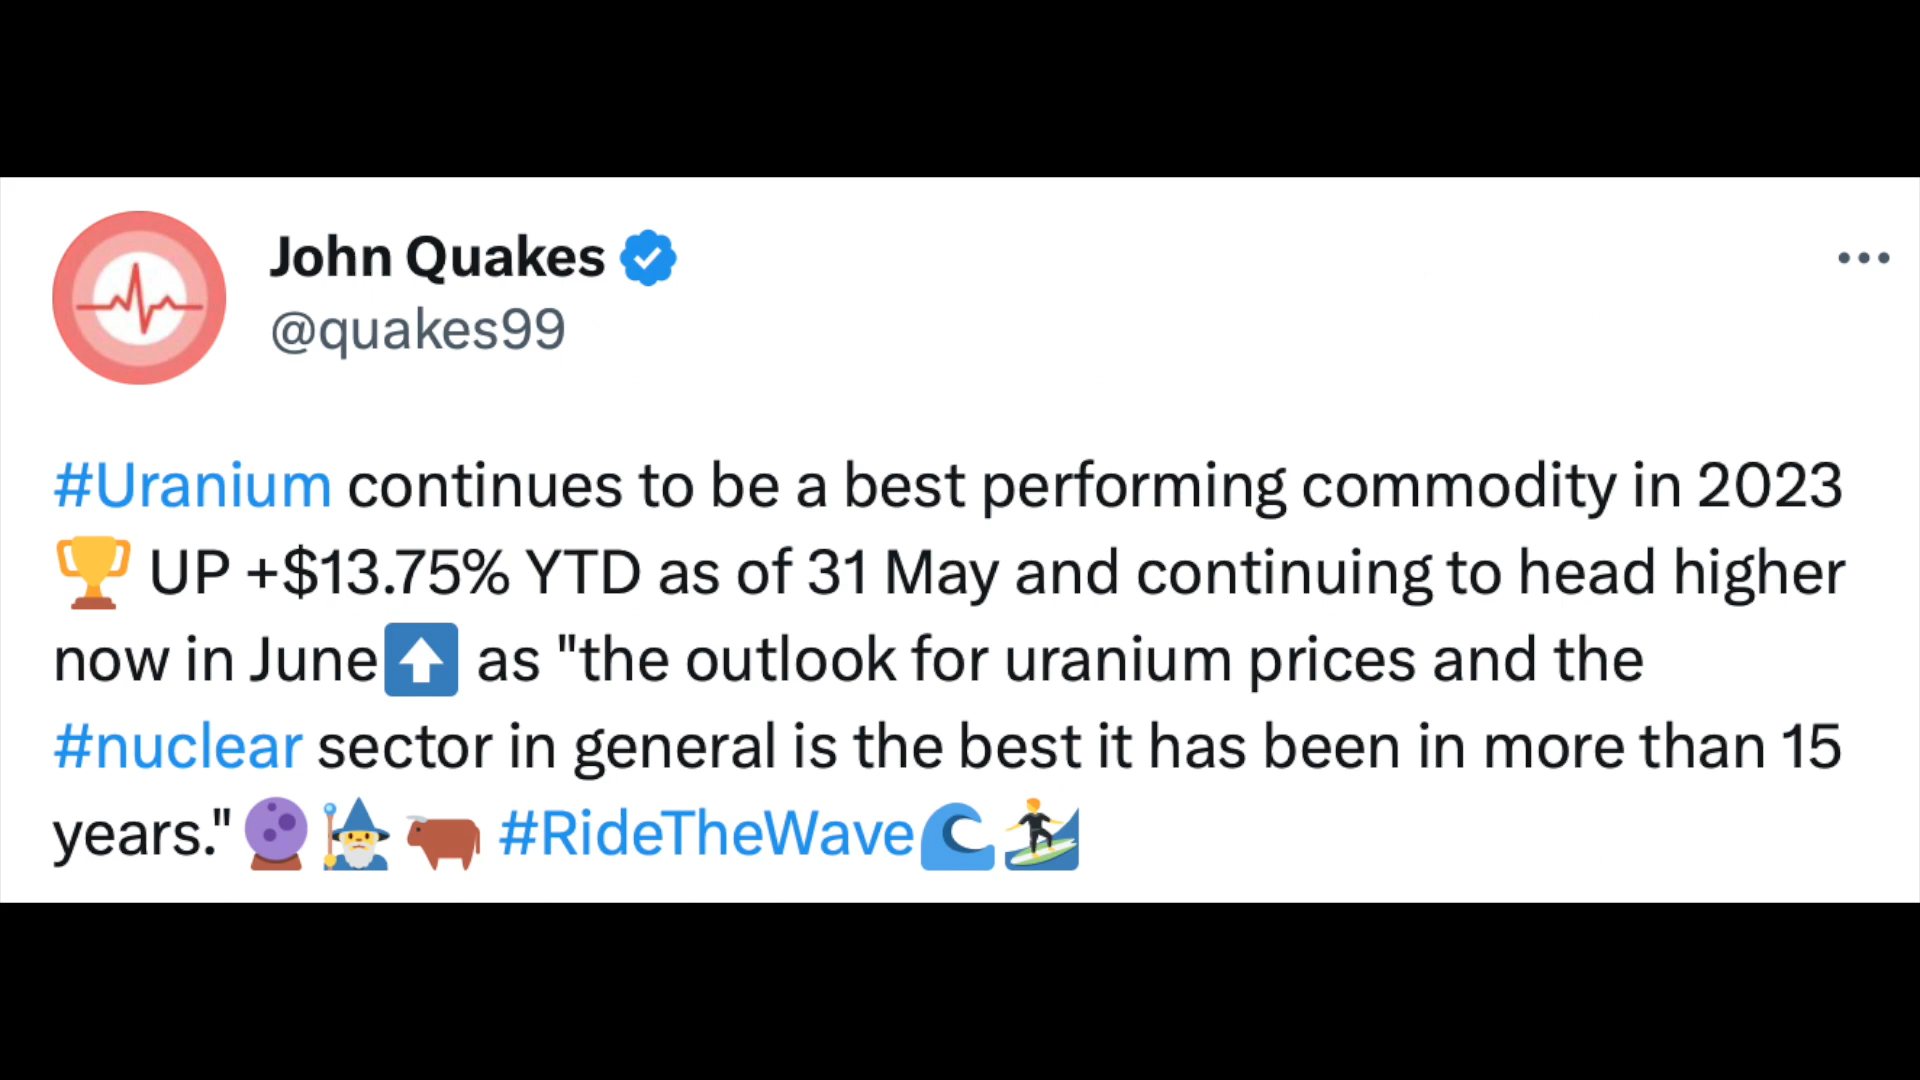 John Quakes
@quakes99
#Uranium continues to be a best performing commodity in 2023
🏆 UP +$13.75% YTD as of 31 May and continuing to head higher
now in June⬆️ as "the outlook for uranium prices and the
#nuclear sector in general is the best it has been in more than 15
years."🔮🧙‍♂️🐂 #RideTheWave🌊🏄‍♂️